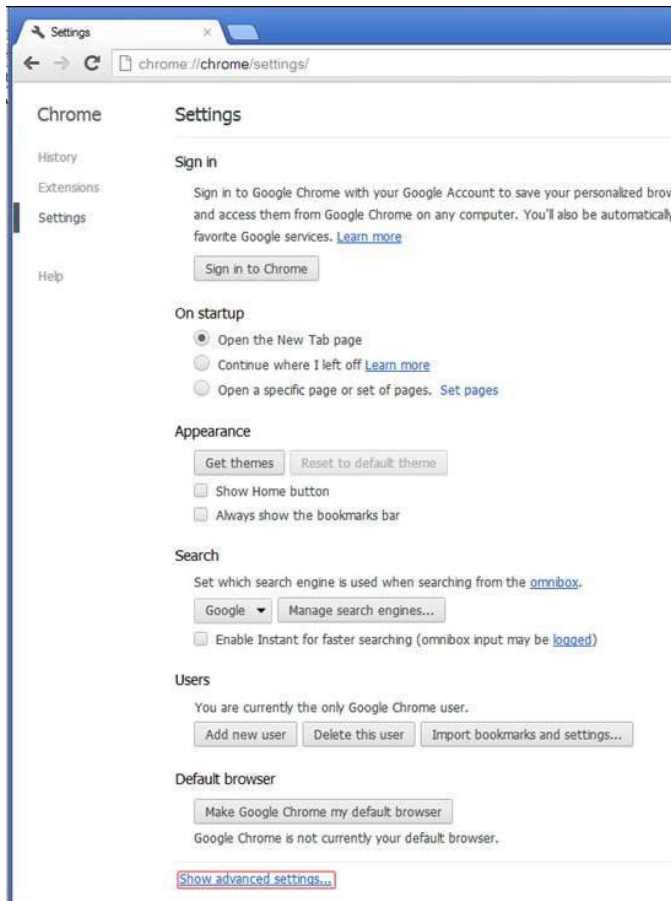 Settings
chrome://chrome/settings/
Chrome
History
Extensions
Settings
Help
Settings
Sign in
Sign in to Google Chrome with your Google Account to save your personalized
and access them from Google Chrome on any computer. You'll also be automatically
favorite Google services. Learn more
Sign in to Chrome
On startup
Open the New Tab page
Continue where I left off Learn more
Open a specific page or set of pages. Set pages
Appearance
Get themes Reset to default theme
Show Home button
Always show the bookmarks bar
Search
Set which search engine is used when searching from the omnibox.
Google Manage search engines...
Enable Instant for faster searching (omnibox input may be logged)
Users
You are currently the only Google Chrome user.
Add new user Delete this user Import bookmarks and settings...
Default browser
Make Google Chrome my default browser
Google Chrome is not currently your default browser.
Show advanced settings...